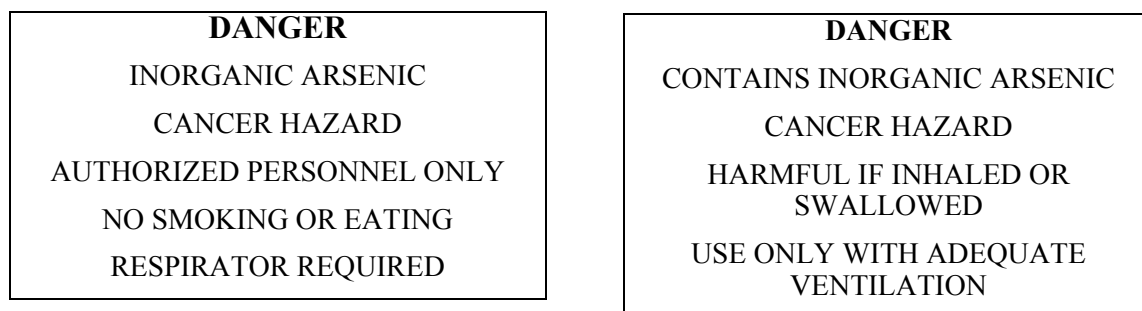 DANGER
INORGANIC ARSENIC
CANCER HAZARD
AUTHORIZED PERSONNEL ONLY
NO SMOKING OR EATING
RESPIRATOR REQUIRED
DANGER
CONTAINS INORGANIC ARSENIC
CANCER HAZARD
HARMFUL IF INHALED OR
SWALLOWED
USE ONLY WITH ADEQUATE
VENTILATION